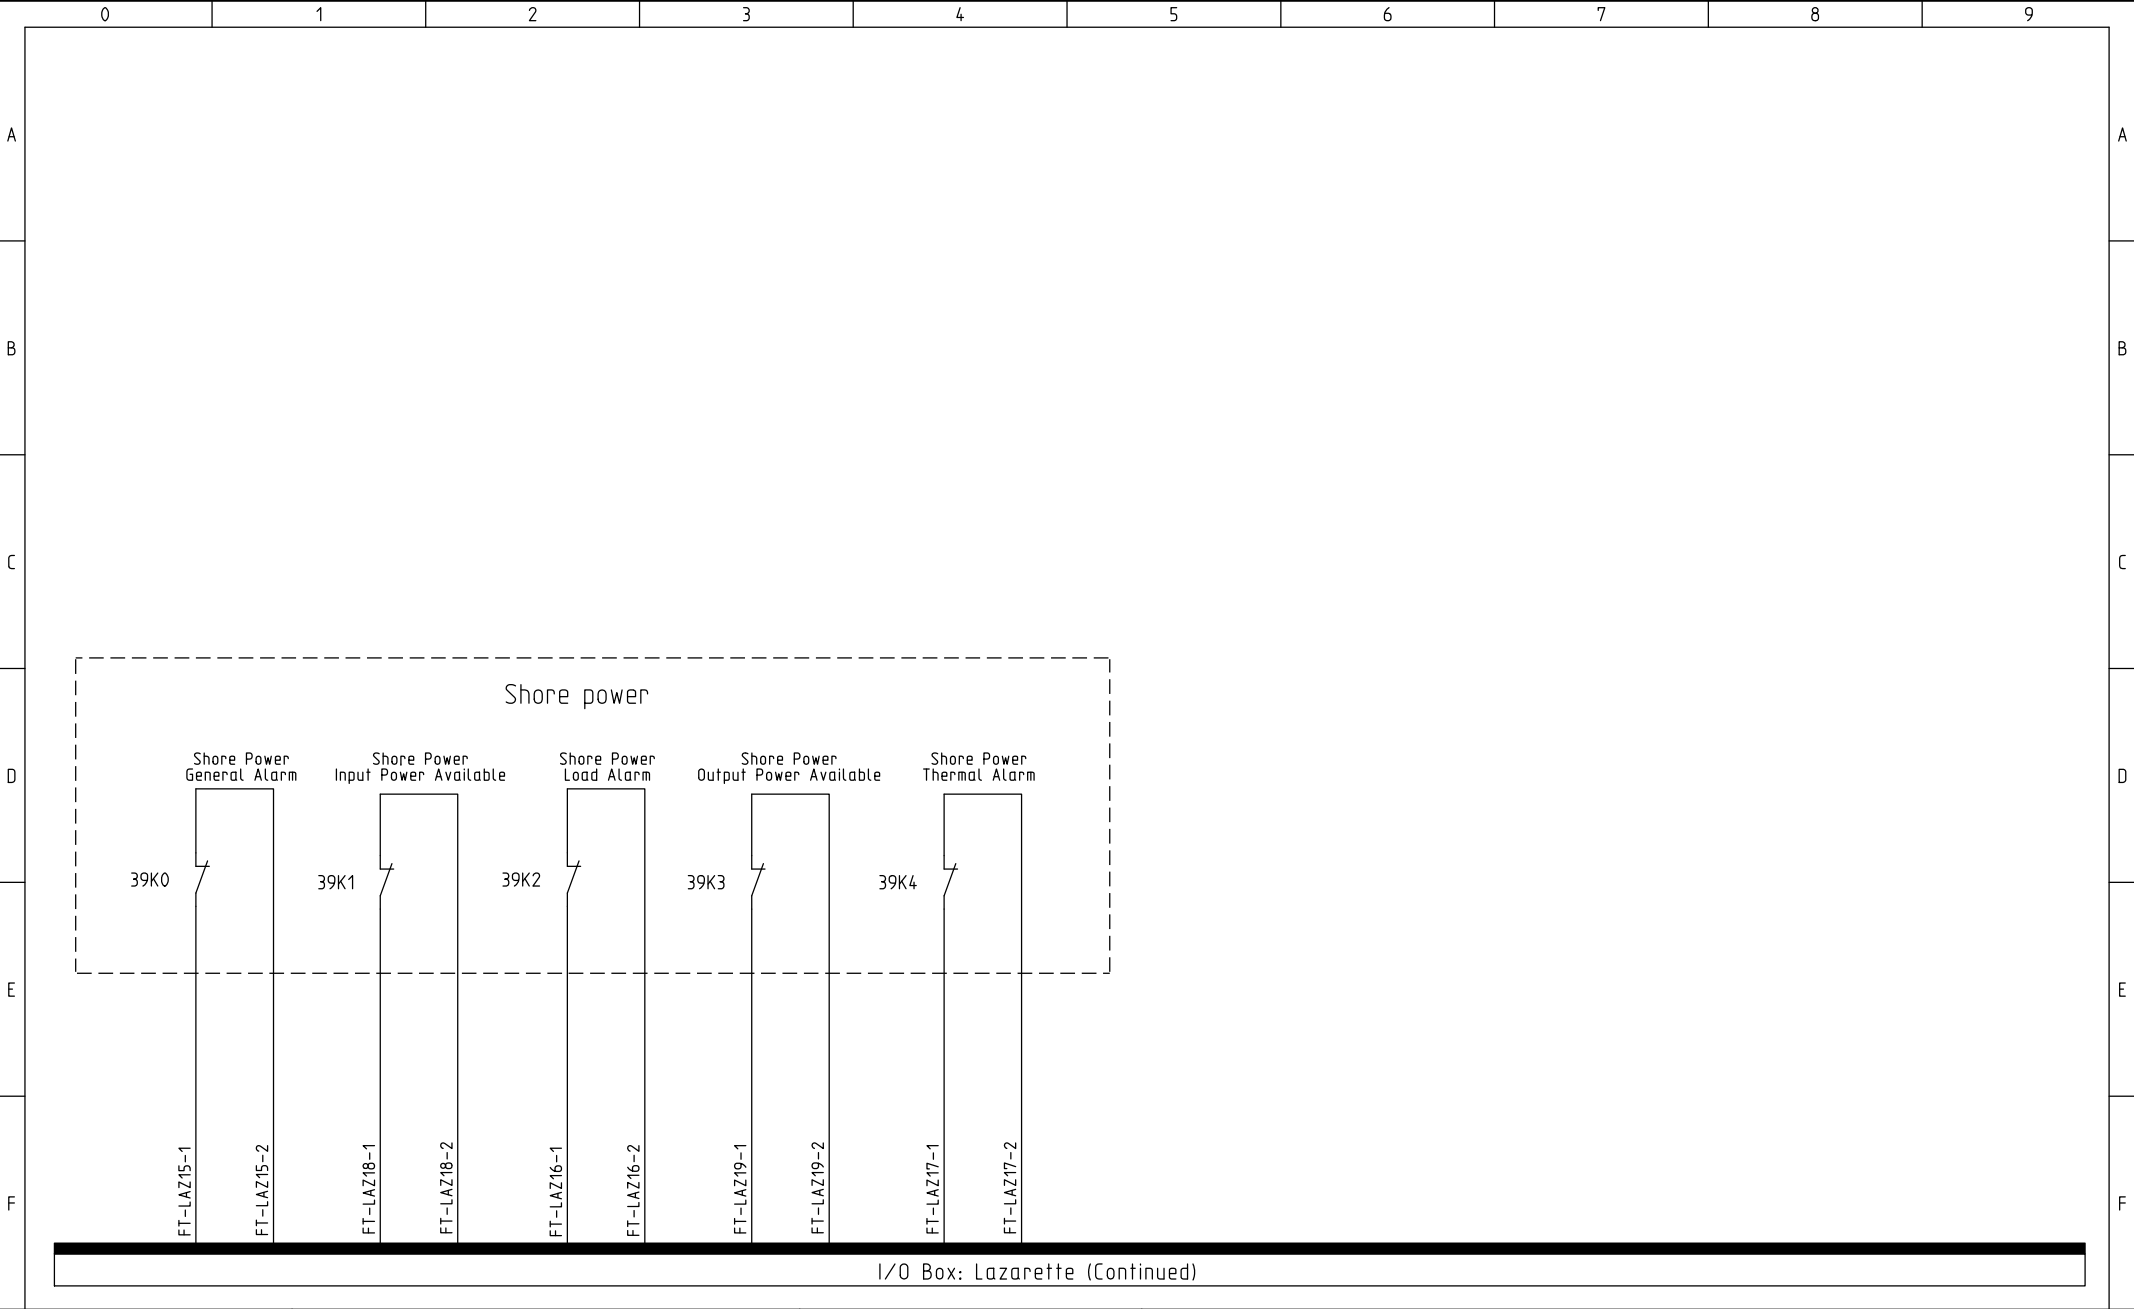 0 1 2 3 4 5 6 7 8 9
A A
B B
C C
Shore power
Shore Power
General Alarm
Shore Power
Input Power Available
Shore Power
Load Alarm
Shore Power
Output Power Available
Shore Power
Thermal Alarm
D D
39K0 39K1 39K2 39K3 39K4
E E
FT-LAZ15-1
FT-LAZ15-2
FT-LAZ18-1
FT-LAZ18-2
FT-LAZ16-1
FT-LAZ16-2
FT-LAZ19-1
FT-LAZ19-2
FT-LAZ17-1
FT-LAZ17-2
F F
I/O Box: Lazarette (Continued)